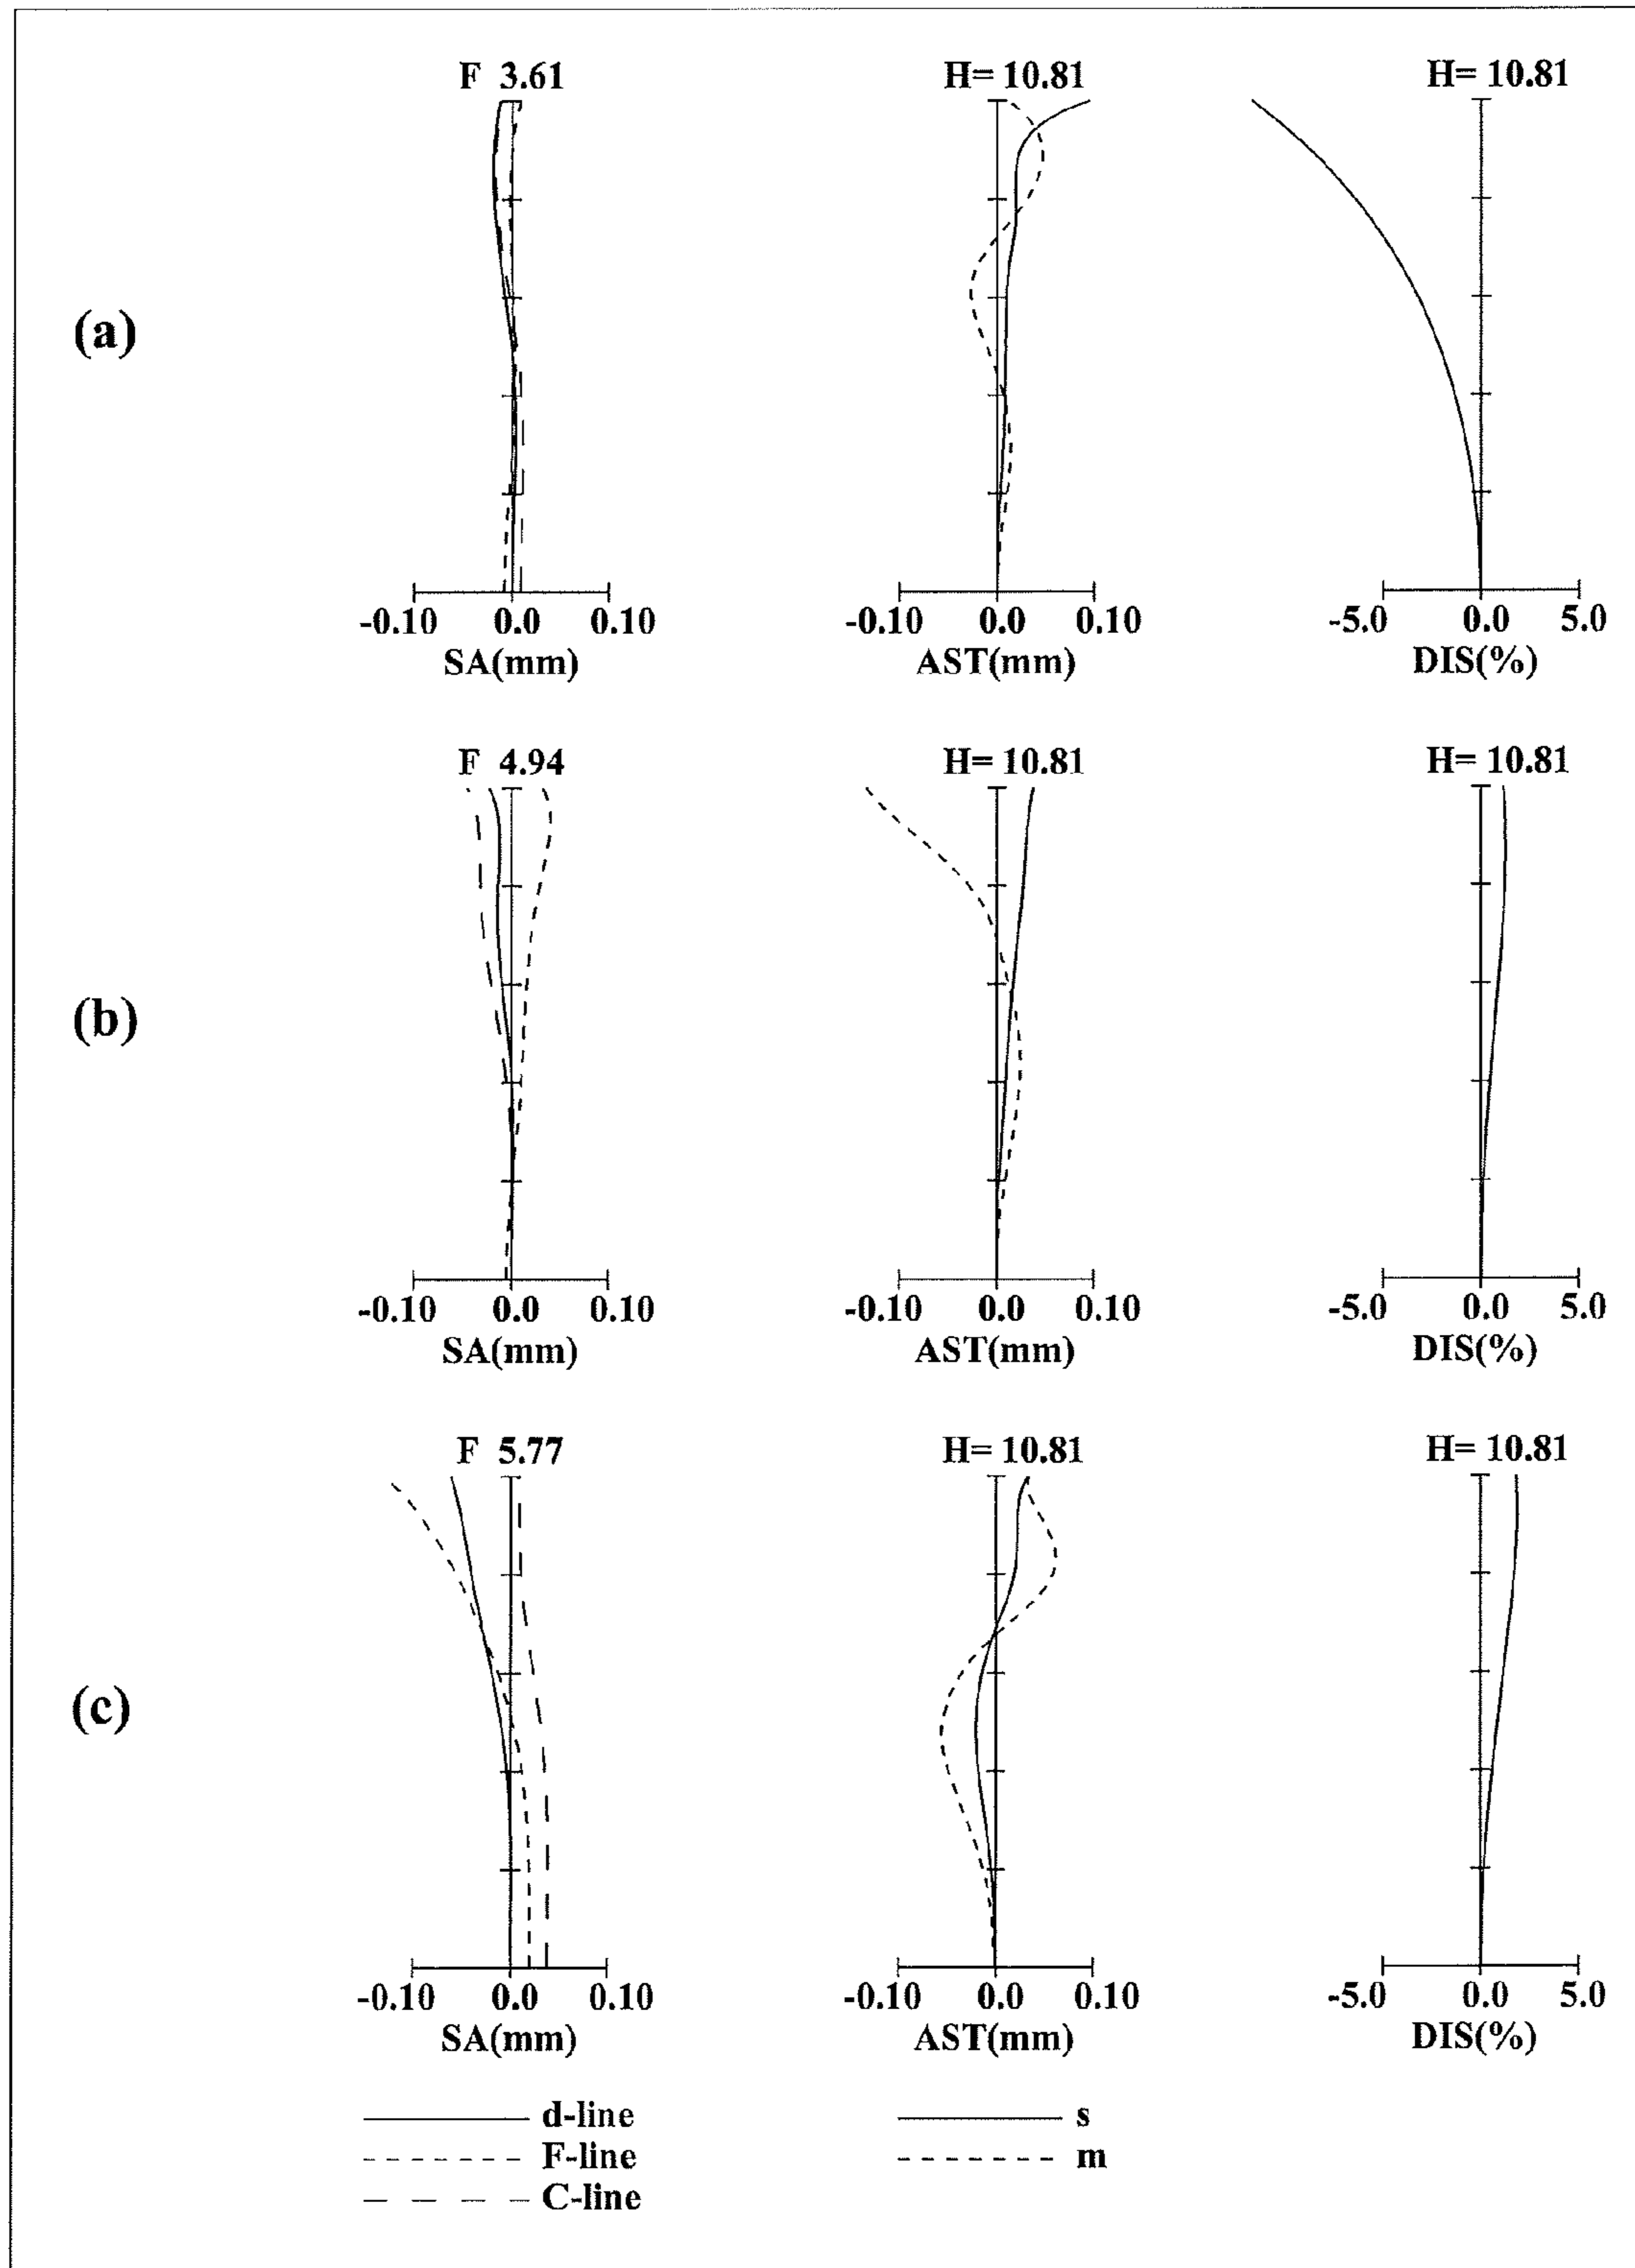 F 3.61
H= 10.81
H= 10.81
(a)
-0.10 0.0 0.10
SA(mm)
-0.10 0.0 0.10
AST(mm)
-5.0 0.0 5.0
DIS(%)
F 4.94
H= 10.81
H= 10.81
(b)
-0.10 0.0 0.10
SA(mm)
-0.10 0.0 0.10
AST(mm)
-5.0 0.0 5.0
DIS(%)
F 5.77
H= 10.81
H= 10.81
(c)
-0.10 0.0 0.10
SA(mm)
-0.10 0.0 0.10
AST(mm)
-5.0 0.0 5.0
DIS(%)
d-line
F-line
C-line
s
m